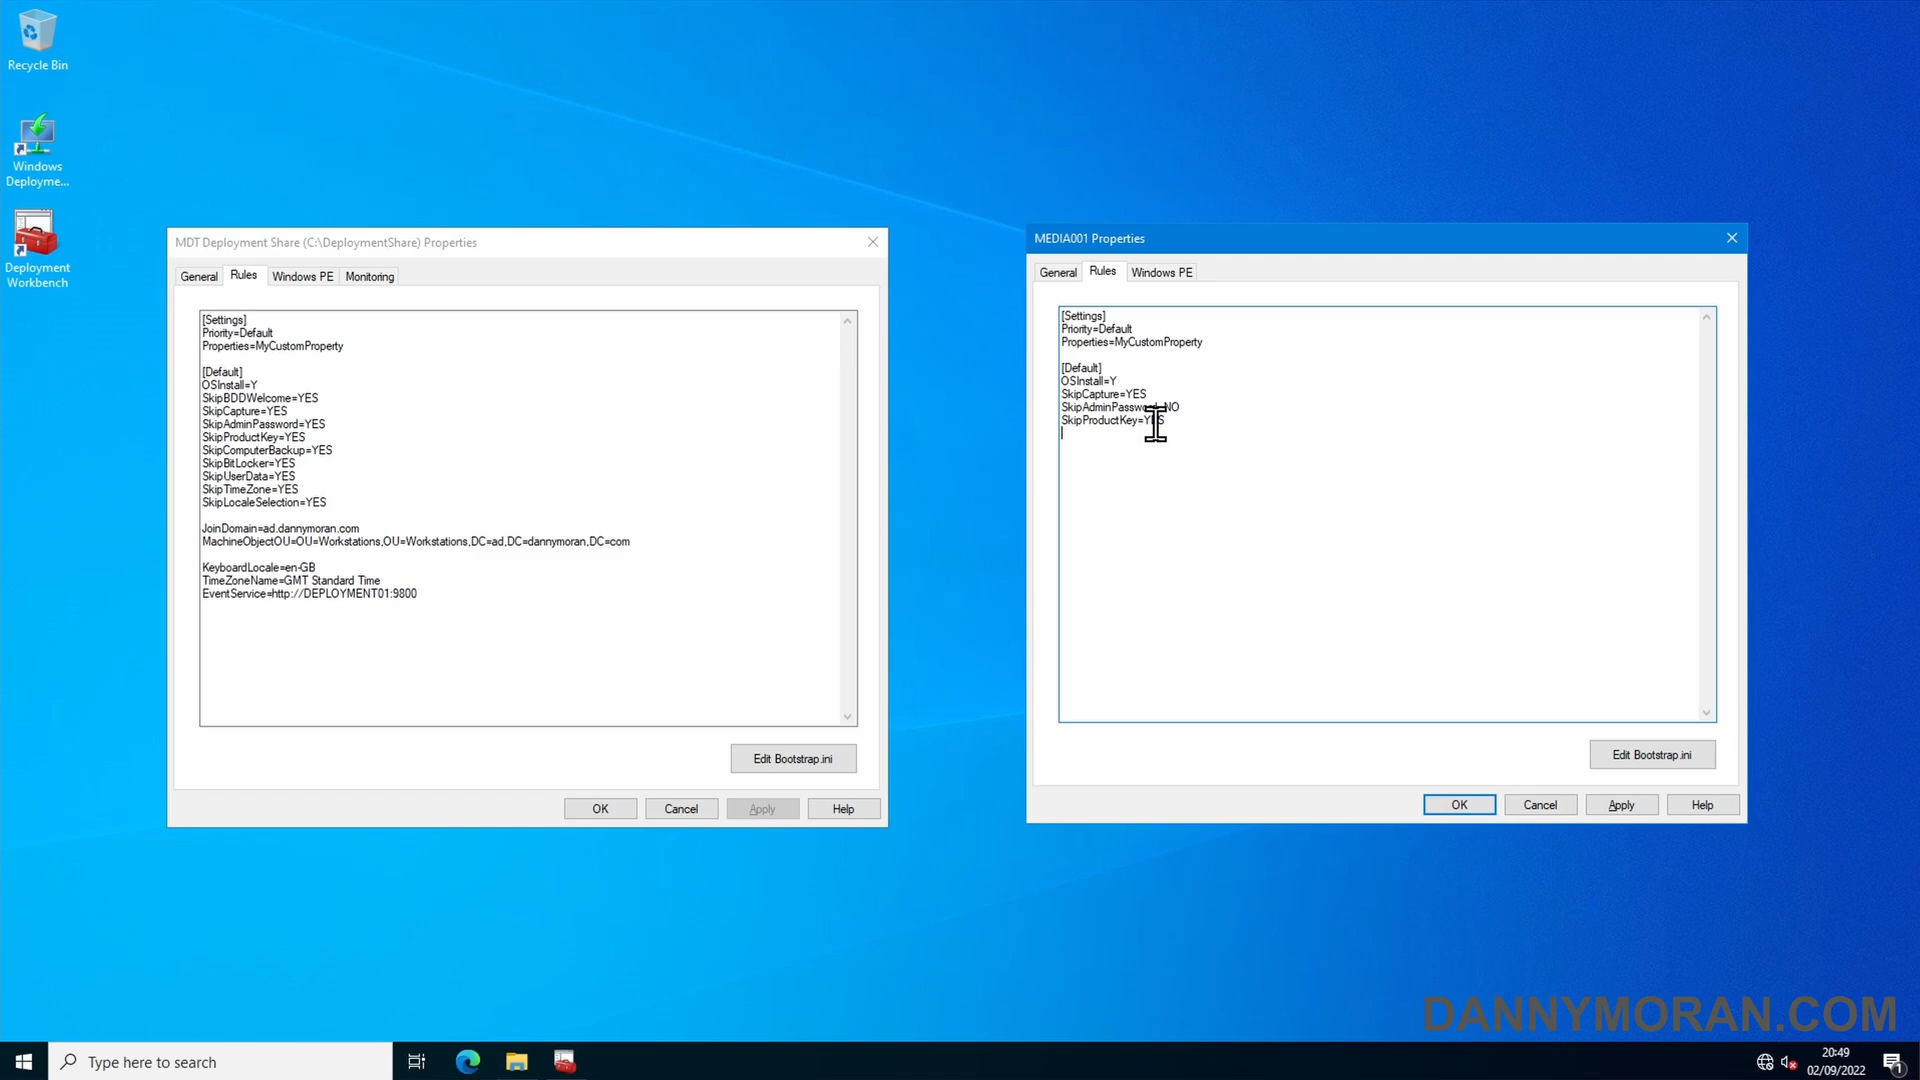 Recycle Bin
Windows
Deployme...
Deployment
Workbench
MDT Deployment Share (C:\DeploymentShare) Properties
General
Rules
Windows PE
Monitoring
[Settings]
Priority=Default
Properties=MyCustomProperty
[Default]
OSInstall=Y
SkipBDDWelcome=YES
SkipCapture=YES
SkipAdminPassword=YES
SkipProductKey=YES
SkipComputerBackup=YES
SkipBitLocker=YES
SkipUserData=YES
SkipTimeZone=YES
SkipLocaleSelection=YES
JoinDomain=ad.dannymoran.com
MachineObjectOU=OU=Workstations,OU=Workstations,DC=ad,DC=dannymoran,DC=com
KeyboardLocale=en-GB
TimeZoneName=GMT Standard Time
EventService=http://DEPLOYMENT01:9800
Edit Bootstrap.ini
OK
Cancel
Apply
Help
MEDIA001 Properties
General
Rules
Windows PE
[Settings]
Priority=Default
Properties=MyCustomProperty
[Default]
OSInstall=Y
SkipCapture=YES
SkipAdminPassword=NO
SkipProductKey=YES
Edit Bootstrap.ini
OK
Cancel
Apply
Help
DANNYMORAN.COM
Type here to search
20:49
02/09/2022
1